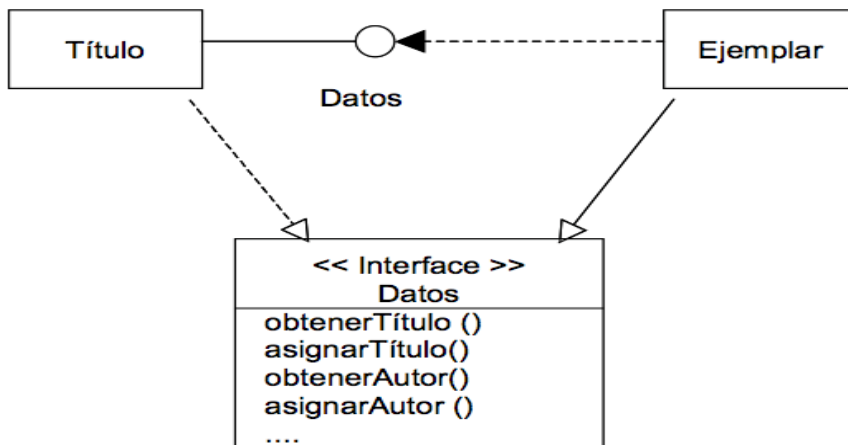 Título
Ejemplar
Datos
<< Interface >>
Datos
obtenerTítulo ()
asignarTítulo()
obtenerAutor()
asignarAutor ()
....